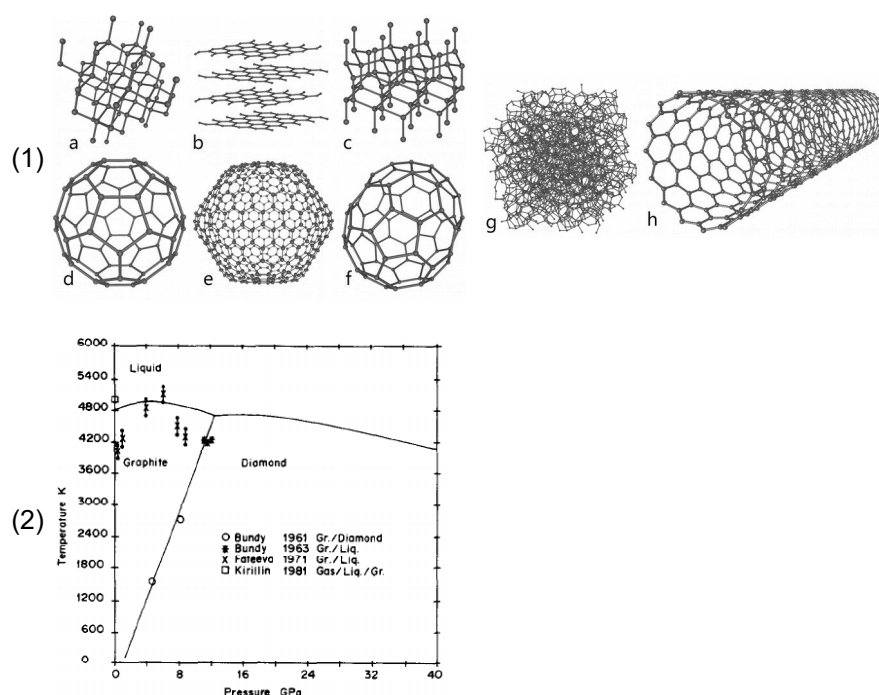 (1)
a
b
c
d
e
f
g
h
(2)
Temperature K
6000
5400
4800
4200
3600
3000
2400
1800
1200
600
0
Liquid
Graphite
Diamond
Bundy 1961 Gr./Diamond
Bundy 1963 Gr./Liq.
Fateeva 1971 Gr./Liq.
Kirillin 1981 Gas/Liq./Gr.
0 8 16 24 32 40
Pressure GPa